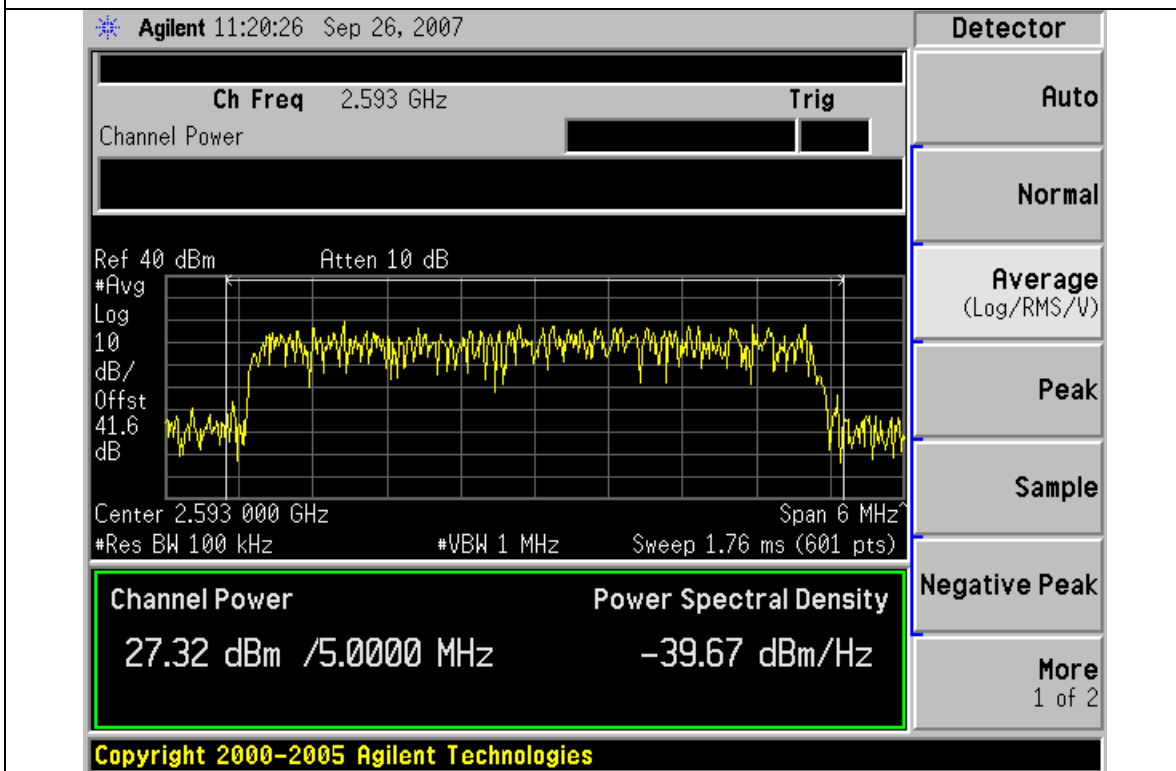 Agilent 11:20:26 Sep 26, 2007
Detector
Ch Freq 2.593 GHz Trig
Channel Power
Auto
Normal
Average
(Log/RMS/V)
Peak
Sample
Negative Peak
More
1 of 2
Ref 40 dBm Atten 10 dB
#Avg
Log
10
dB/
Offst
41.6
dB
Center 2.593 000 GHz Span 6 MHz^
#Res BW 100 kHz #VBW 1 MHz Sweep 1.76 ms (601 pts)
Channel Power Power Spectral Density
27.32 dBm /5.0000 MHz -39.67 dBm/Hz
Copyright 2000-2005 Agilent Technologies